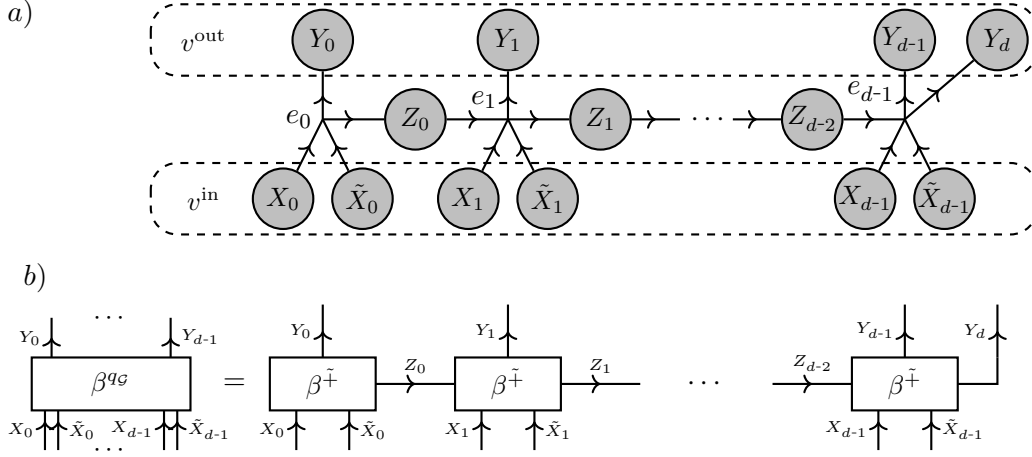 a)
v^out Y_0 Y_1 Y_{d-1} Y_d
e_0 Z_0 e_1 Z_1 ··· Z_{d-2} e_{d-1}
v^in X_0 X̃_0 X_1 X̃_1 X_{d-1} X̃_{d-1}
b)
Y_0 ··· Y_{d-1} Y_0 Y_1 Y_{d-1} Y_d
β^{q_𝒢} = β^{+̃} Z_0 β^{+̃} Z_1 ··· Z_{d-2} β^{+̃}
X_0 X̃_0 X_{d-1} X̃_{d-1} X_0 X̃_0 X_1 X̃_1 X_{d-1} X̃_{d-1}
···